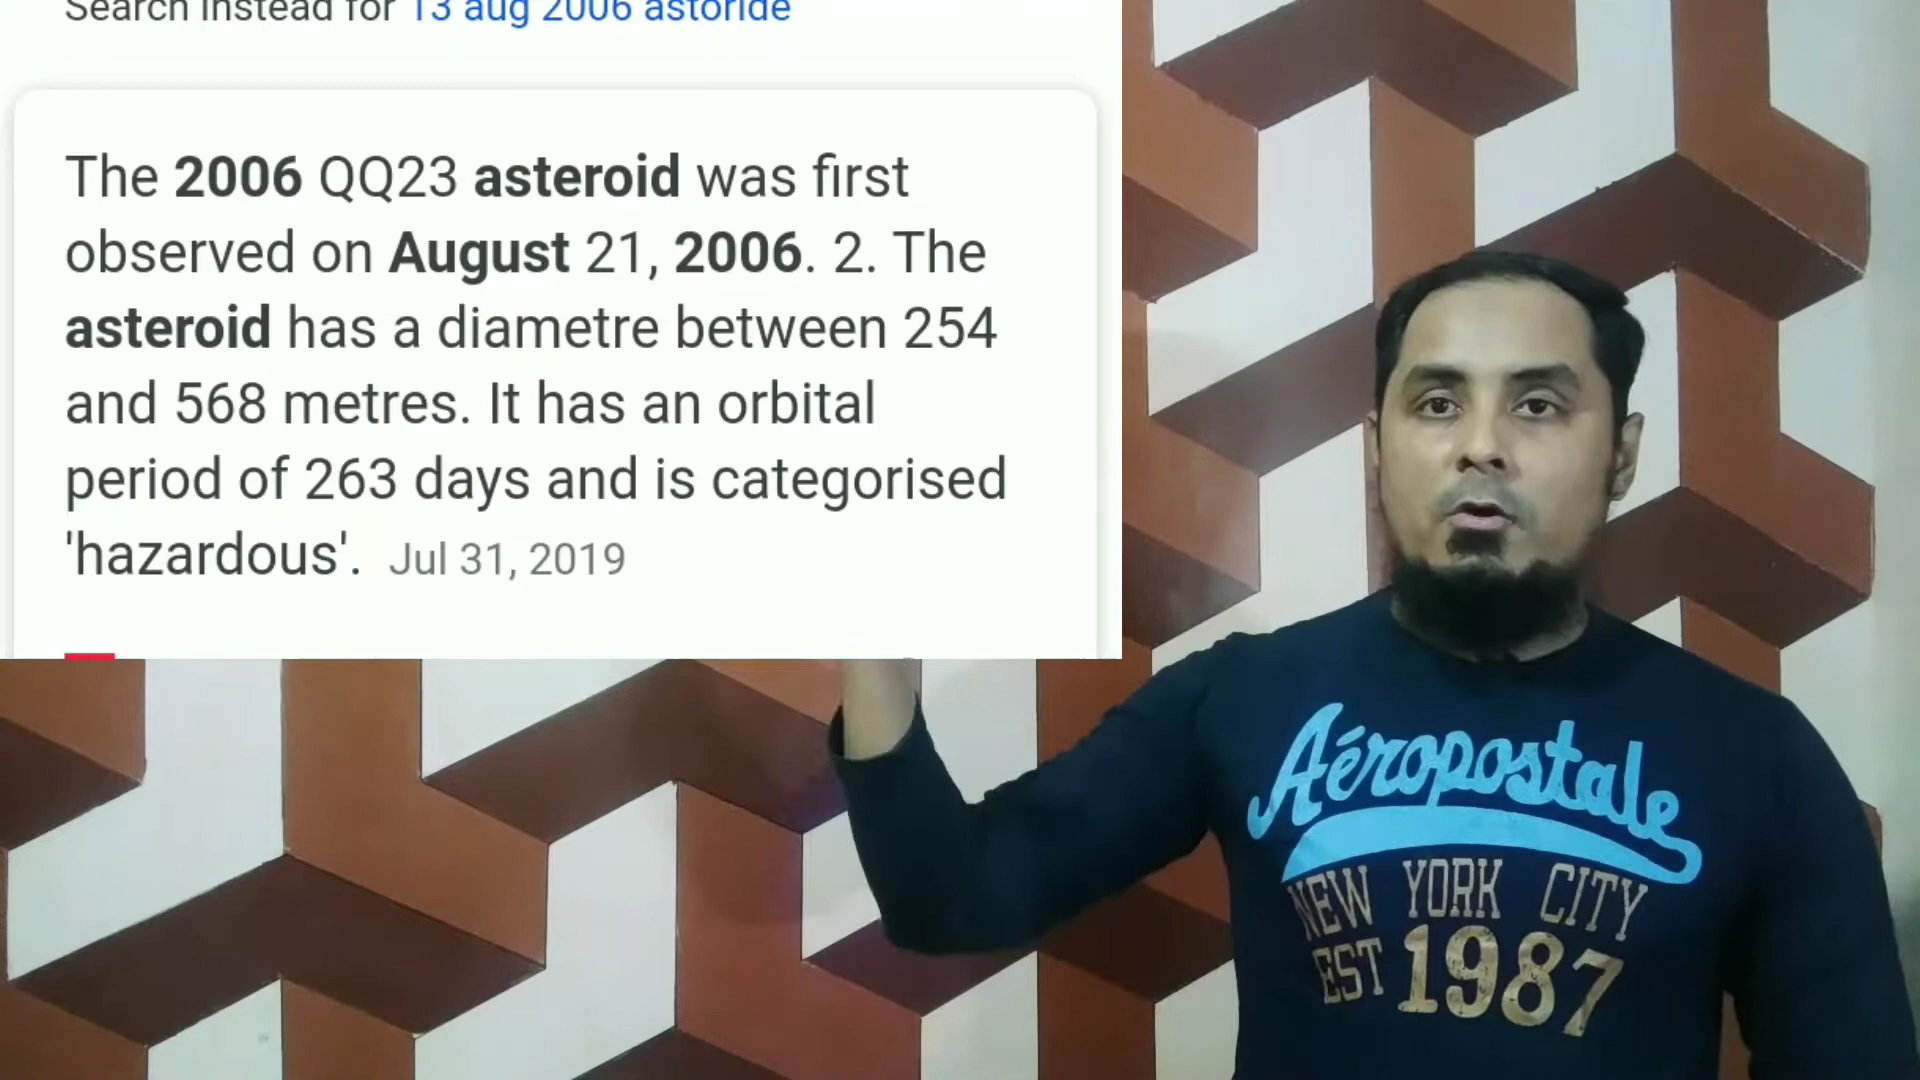 Search instead for 13 aug 2006 astoride
The 2006 QQ23 asteroid was first
observed on August 21, 2006. 2. The
asteroid has a diametre between 254
and 568 metres. It has an orbital
period of 263 days and is categorised
'hazardous'. Jul 31, 2019
Aéropostale
NEW YORK CITY
EST 1987